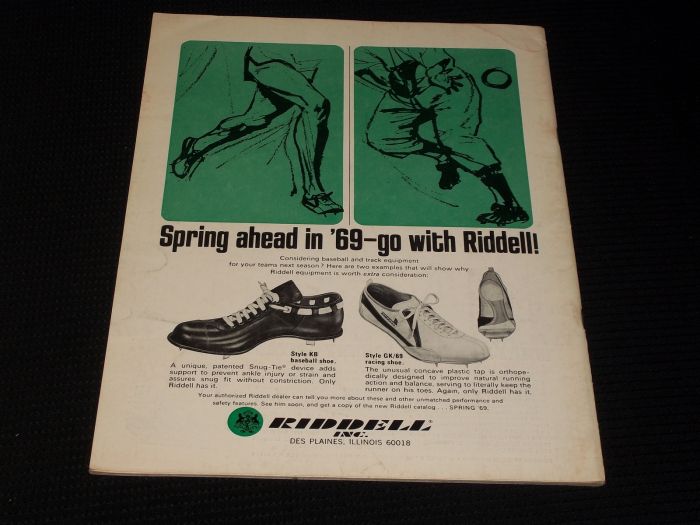 Spring ahead in '69–go with Riddell!
Considering baseball and track equipment
for your teams next season? Here are two examples that will show why
Riddell equipment is worth extra consideration:
Style KB
baseball shoe.
A unique, patented Snug-Tie® device adds
support to prevent ankle injury or strain and
assures snug fit without constriction. Only
Riddell has it.
Style GK/69
racing shoe.
The unusual concave plastic tap is orthope-
dically designed to improve natural running
action and balance, serving to literally keep the
runner on his toes. Again, only Riddell has it.
Your authorized Riddell dealer can tell you more about these and other unmatched performance and
safety features. See him soon, and get a copy of the new Riddell catalog . . . SPRING '69.
RIDDELL
INC.
DES PLAINES, ILLINOIS 60018